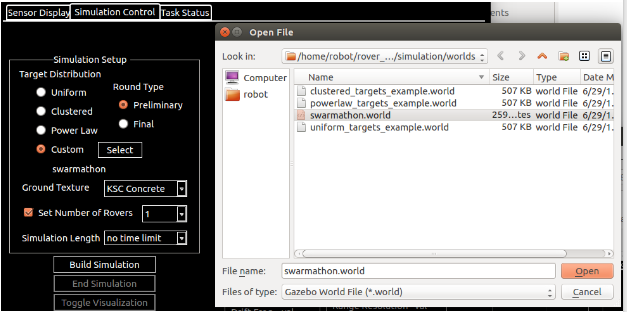 Sensor Display Simulation Control Task Status
Simulation Setup
Target Distribution
Uniform
Clustered
Power Law
Custom
Round Type
Preliminary
Final
Select
swarmathon
Ground Texture KSC Concrete
Set Number of Rovers 1
Simulation Length no time limit
Build Simulation
End Simulation
Toggle Visualization
ents
Open File
Look in: /home/robot/rover_.../simulation/worlds
Computer
robot
Name Size Type Date M
clustered_targets_example.world 507 KB world File 6/29/1.
powerlaw_targets_example.world 507 KB world File 6/29/1.
swarmathon.world 259...tes world File 6/29/1.
uniform_targets_example.world 507 KB world File 6/29/1.
File name: swarmathon.world Open
Files of type: Gazebo World File (*.world) Cancel